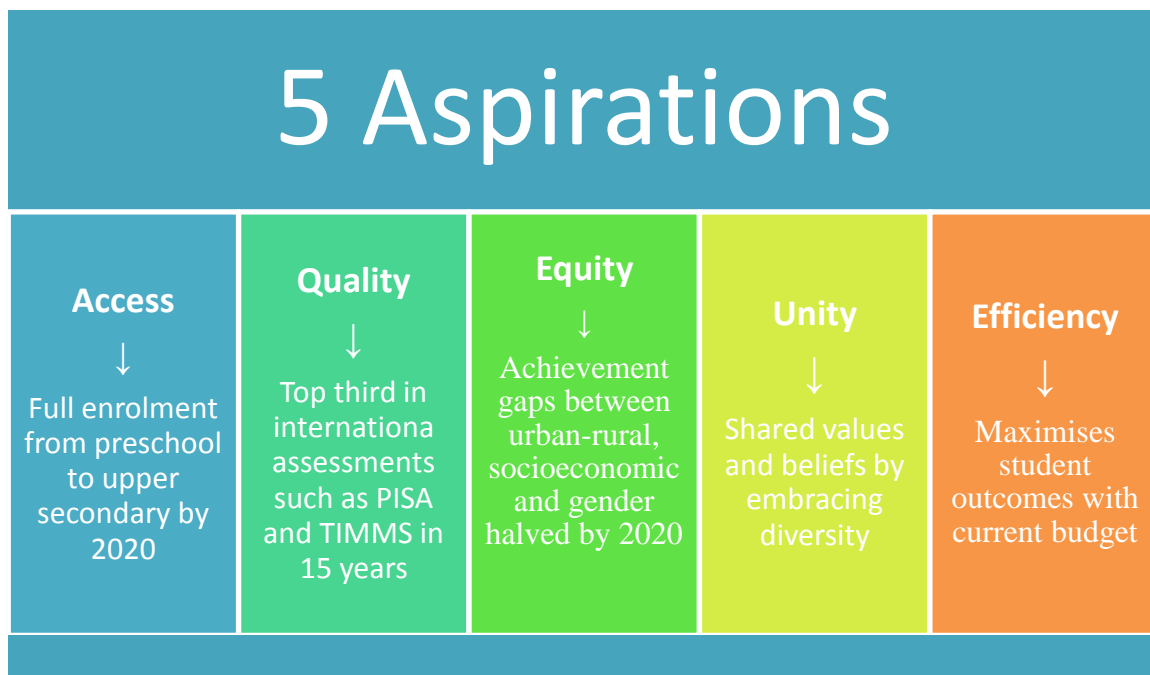 5 Aspirations
Access
↓
Full enrolment
from preschool
to upper
secondary by
2020
Quality
↓
Top third in
internationa
assessments
such as PISA
and TIMMS in
15 years
Equity
↓
Achievement
gaps between
urban-rural,
socioeconomic
and gender
halved by 2020
Unity
↓
Shared values
and beliefs by
embracing
diversity
Efficiency
↓
Maximises
student
outcomes with
current budget